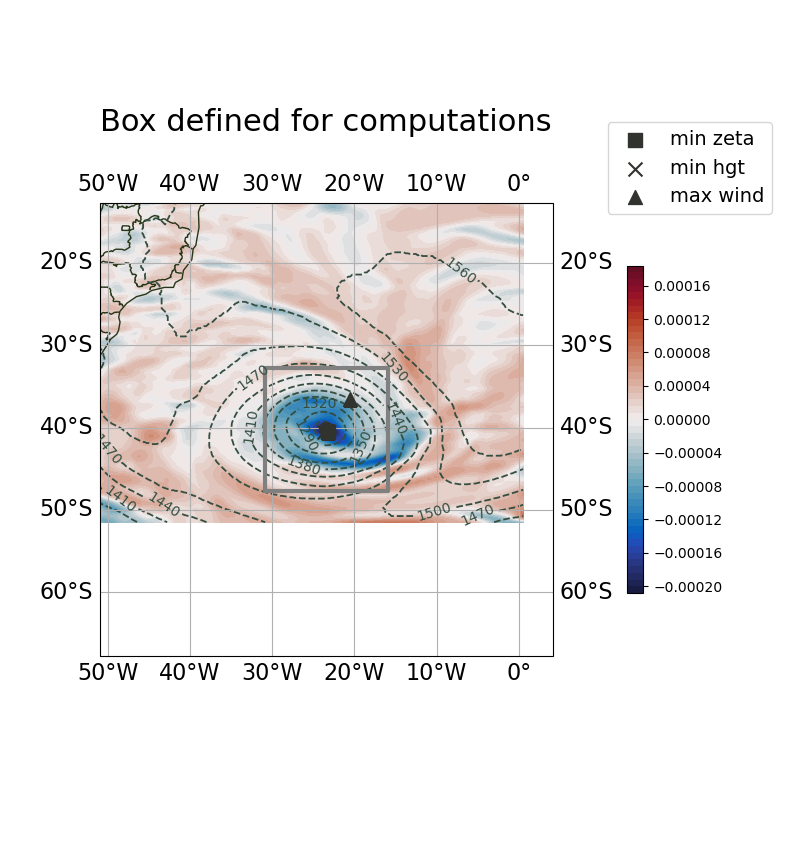 Box defined for computations
min zeta
min hgt
max wind
50°W 40°W 30°W 20°W 10°W 0°
20°S 20°S
30°S 30°S
40°S 40°S
50°S 50°S
60°S 60°S
50°W 40°W 30°W 20°W 10°W 0°
1560
1530
1470
1320
1440
1410
1260
1350
1380
1470
1440
1410
1500
1470
0.00016
0.00012
0.00008
0.00004
0.00000
−0.00004
−0.00008
−0.00012
−0.00016
−0.00020